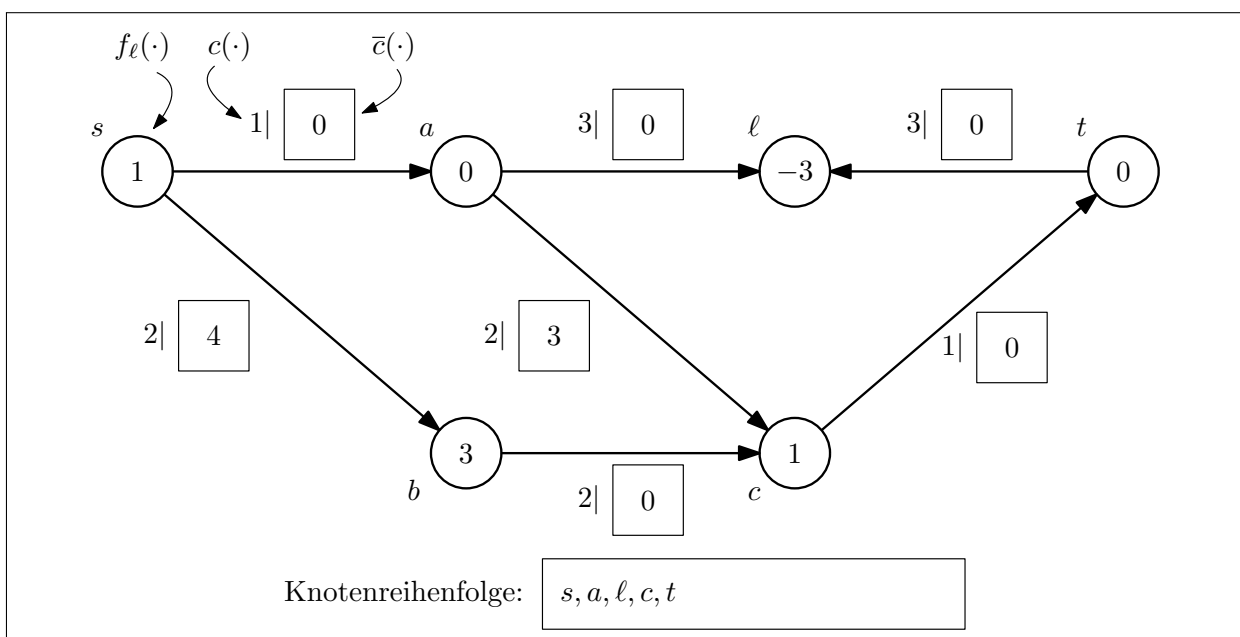 fℓ(·) c(·) c̅(·)
s 1| 0 a 3| 0 ℓ 3| 0 t
1 0 −3 0
2| 4 2| 3 1| 0
3 1
b 2| 0 c
Knotenreihenfolge: s, a, ℓ, c, t